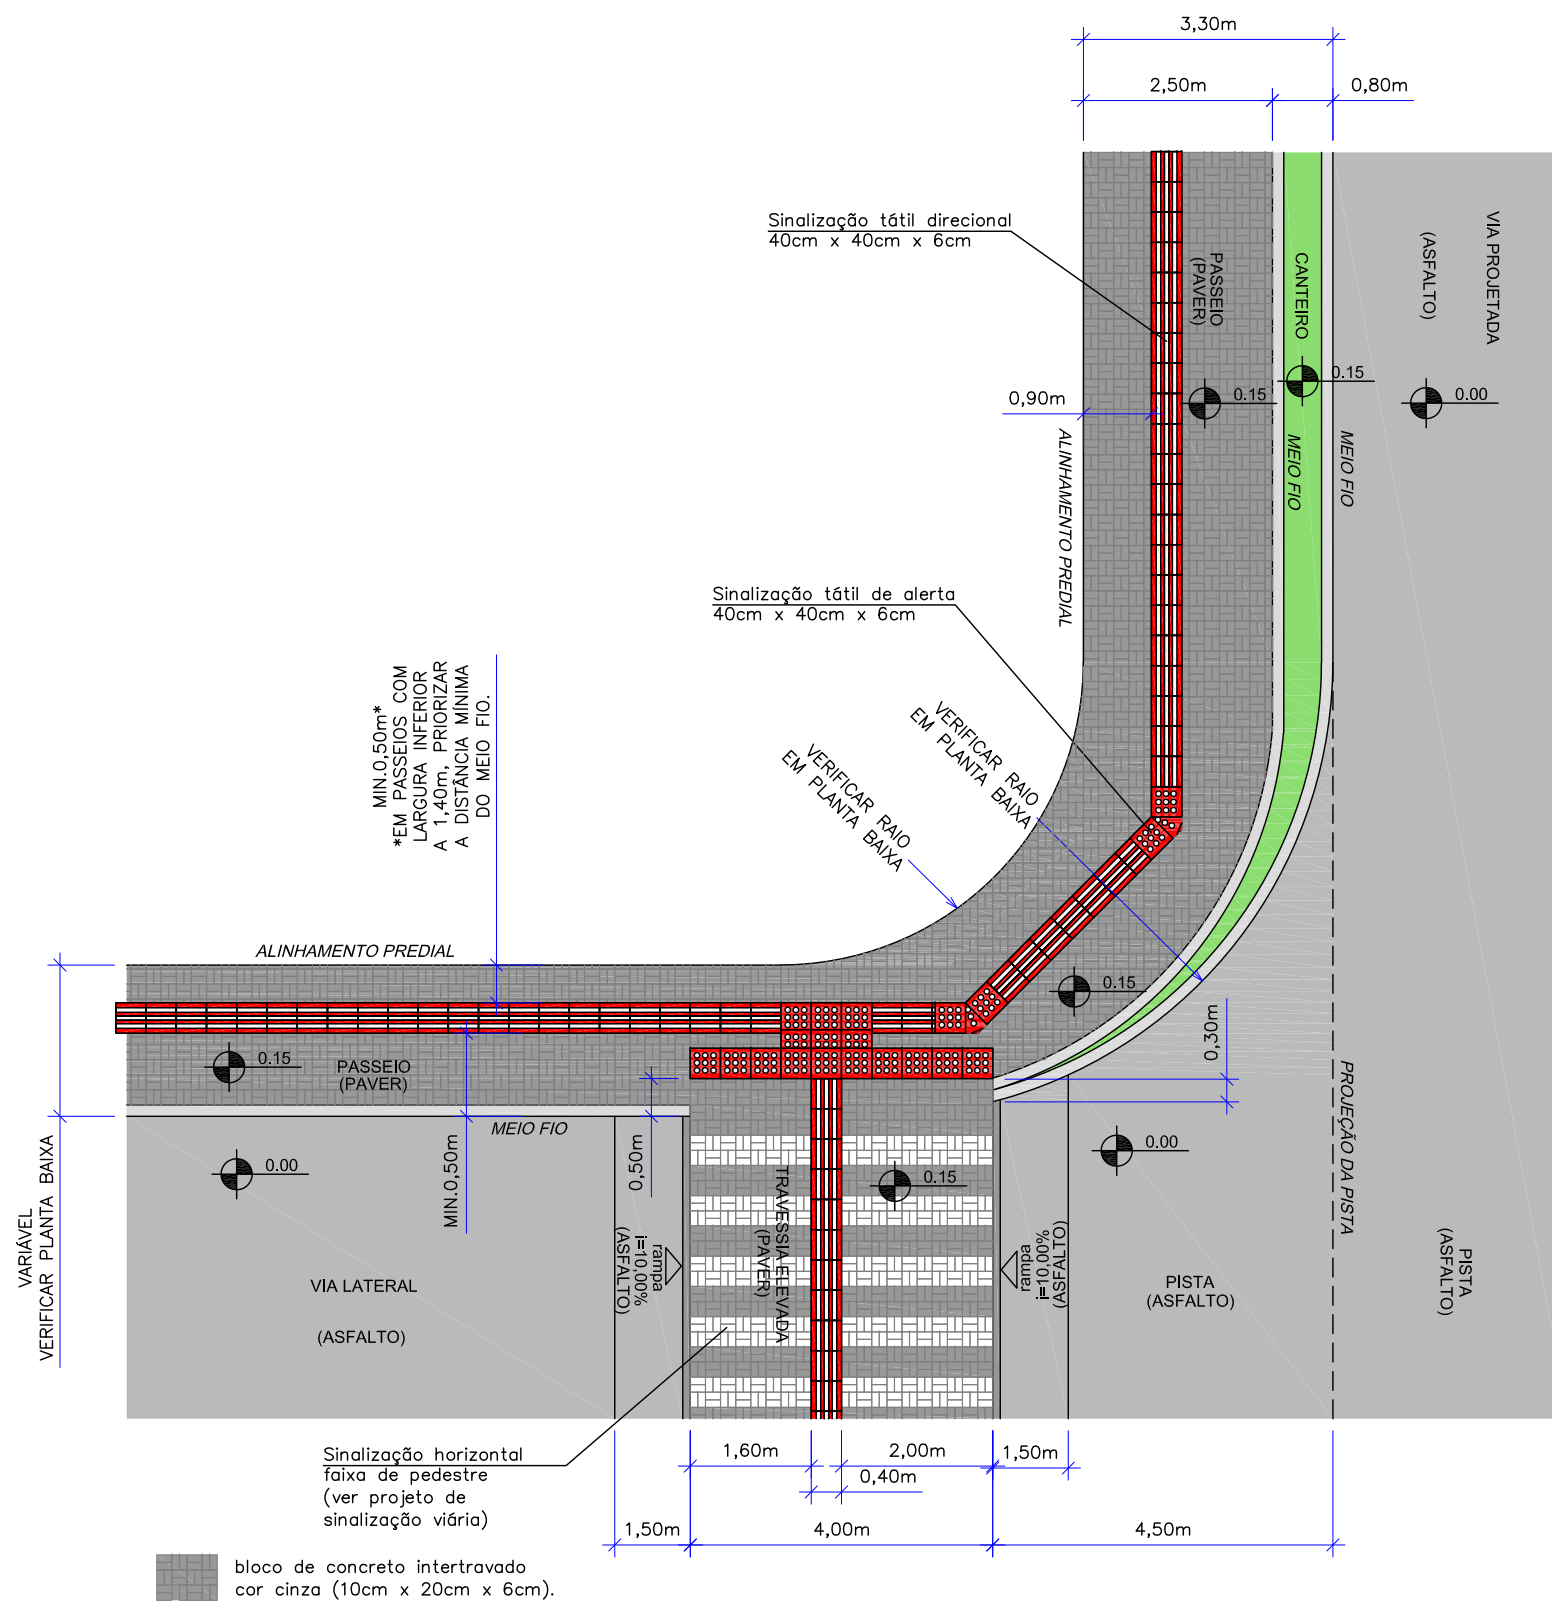 3,30m
2,50m
0,80m
Sinalização tátil direcional
40cm x 40cm x 6cm
PASSEIO
(PAVER)
CANTEIRO
(ASFALTO)
VIA PROJETADA
0.15
0.15
0.00
0,90m
ALINHAMENTO PREDIAL
MEIO FIO
MEIO FIO
Sinalização tátil de alerta
40cm x 40cm x 6cm
MIN.0,50m*
*EM PASSEIOS COM
LARGURA INFERIOR
A 1,40m, PRIORIZAR
A DISTÂNCIA MÍNIMA
DO MEIO FIO.
VERIFICAR RAIO
EM PLANTA BAIXA
VERIFICAR RAIO
EM PLANTA BAIXA
ALINHAMENTO PREDIAL
0.15
0,30m
0.15
PASSEIO
(PAVER)
MEIO FIO
MIN.0,50m
0,50m
0.00
0.15
0.00
PROJEÇÃO DA PISTA
VARIÁVEL
VERIFICAR PLANTA BAIXA
VIA LATERAL
(ASFALTO)
rampa
i=10,00%
(ASFALTO)
TRAVESSIA ELEVADA
(PAVER)
(ASFALTO)
i=10,00%
rampa
PISTA
(ASFALTO)
PISTA
(ASFALTO)
Sinalização horizontal
faixa de pedestre
(ver projeto de
sinalização viária)
1,60m
2,00m
1,50m
0,40m
1,50m
4,00m
4,50m
bloco de concreto intertravado
cor cinza (10cm x 20cm x 6cm).